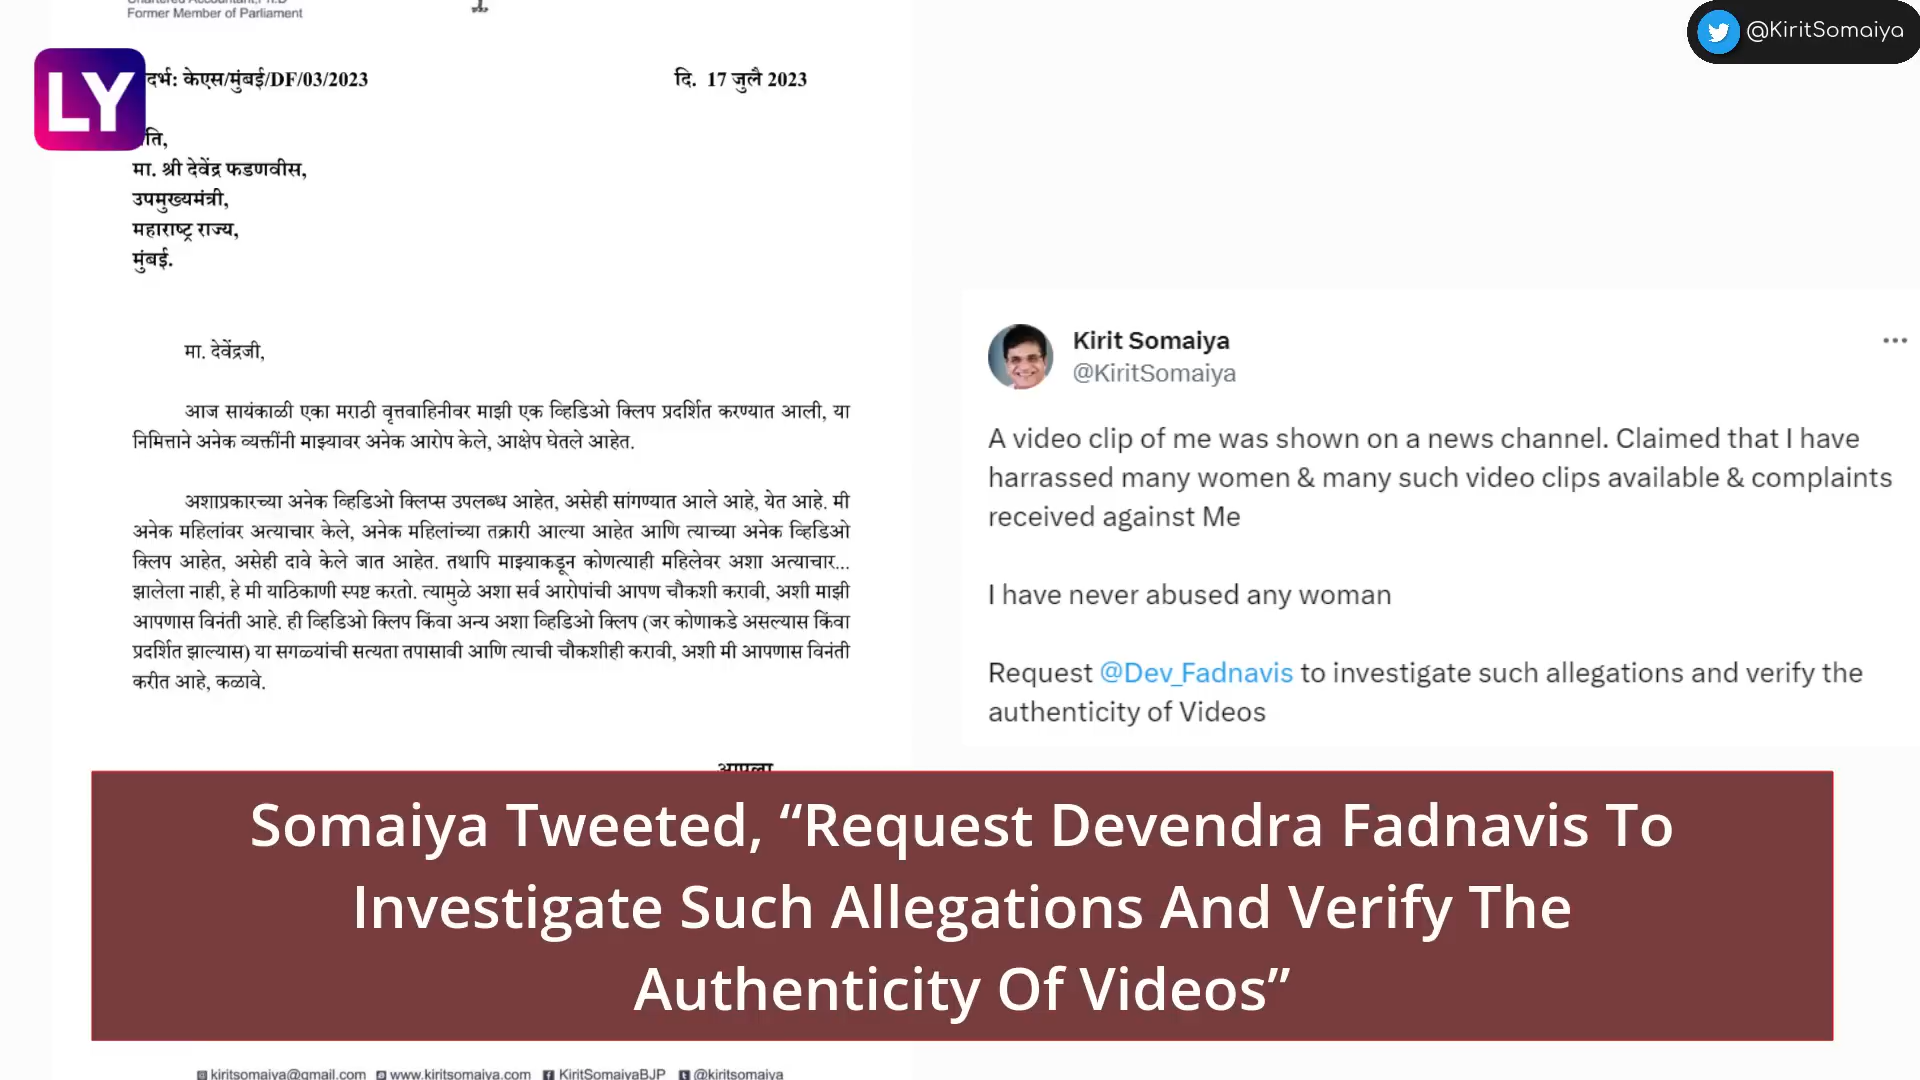 Chartered Accountant, Ph.D
Former Member of Parliament
@KiritSomaiya
LY
दर्भ: केएस/मुंबई/DF/03/2023
दि. 17 जुलै 2023
ति,
मा. श्री देवेंद्र फडणवीस,
उपमुख्यमंत्री,
महाराष्ट्र राज्य,
मुंबई.
मा. देवेंद्रजी,
आज सायंकाळी एका मराठी वृत्तवाहिनीवर माझी एक व्हिडिओ क्लिप प्रदर्शित करण्यात आली, या
निमित्ताने अनेक व्यक्तींनी माझ्यावर अनेक आरोप केले, आक्षेप घेतले आहेत.
अशाप्रकारच्या अनेक व्हिडिओ क्लिप्स उपलब्ध आहेत, असेही सांगण्यात आले आहे, येत आहे. मी
अनेक महिलांवर अत्याचार केले, अनेक महिलांच्या तक्रारी आल्या आहेत आणि त्याच्या अनेक व्हिडिओ
क्लिप आहेत, असेही दावे केले जात आहेत. तथापि माझ्याकडून कोणत्याही महिलेवर अशा अत्याचार...
झालेला नाही, हे मी याठिकाणी स्पष्ट करतो. त्यामुळे अशा सर्व आरोपांची आपण चौकशी करावी, अशी माझी
आपणास विनंती आहे. ही व्हिडिओ क्लिप किंवा अन्य अशा व्हिडिओ क्लिप (जर कोणाकडे असल्यास किंवा
प्रदर्शित झाल्यास) या सगळ्यांची सत्यता तपासावी आणि त्याची चौकशीही करावी, अशी मी आपणास विनंती
करीत आहे, कळावे.
आपला
Kirit Somaiya
@KiritSomaiya
A video clip of me was shown on a news channel. Claimed that I have
harrassed many women & many such video clips available & complaints
received against Me
I have never abused any woman
Request @Dev_Fadnavis to investigate such allegations and verify the
authenticity of Videos
Somaiya Tweeted, “Request Devendra Fadnavis To
Investigate Such Allegations And Verify The
Authenticity Of Videos”
kiritsomaiya@gmail.com www.kiritsomaiya.com KiritSomaiyaBJP @kiritsomaiya